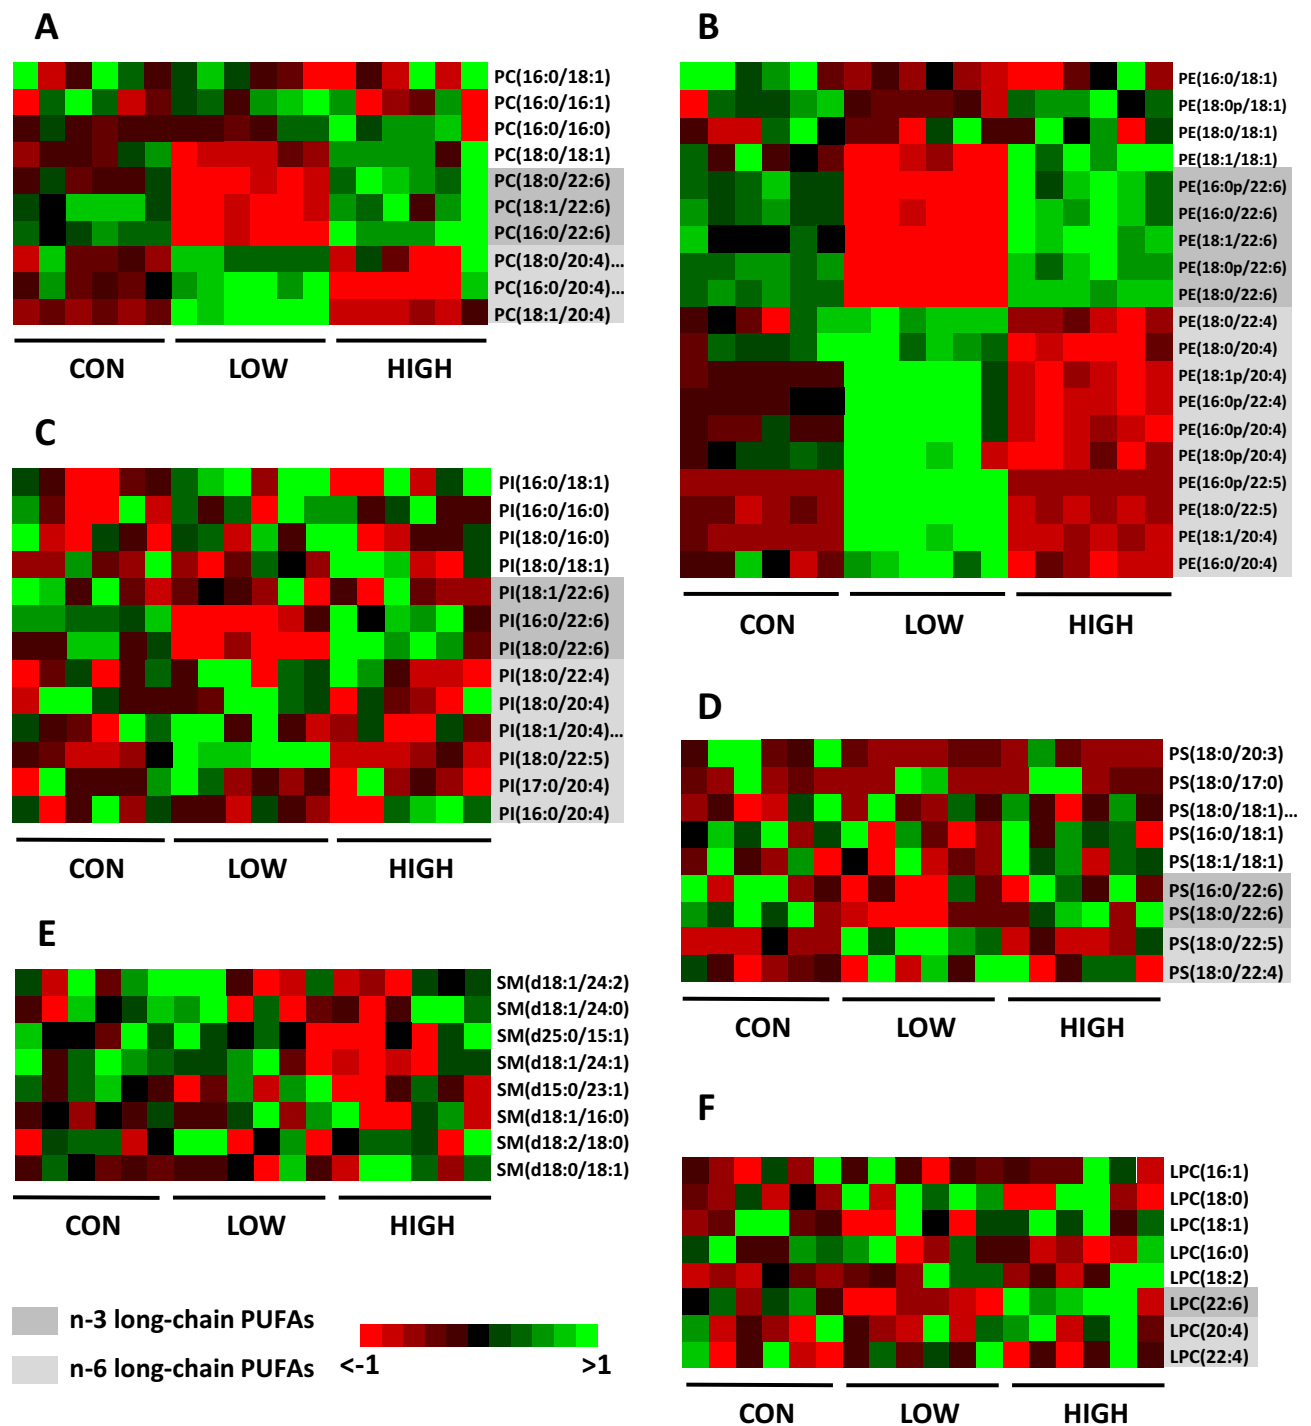 A
PC(16:0/18:1)
PC(16:0/16:1)
PC(16:0/16:0)
PC(18:0/18:1)
PC(18:0/22:6)
PC(18:1/22:6)
PC(16:0/22:6)
PC(18:0/20:4)...
PC(16:0/20:4)...
PC(18:1/20:4)
CON LOW HIGH
B
PE(16:0/18:1)
PE(18:0p/18:1)
PE(18:0/18:1)
PE(18:1/18:1)
PE(16:0p/22:6)
PE(16:0/22:6)
PE(18:1/22:6)
PE(18:0p/22:6)
PE(18:0/22:6)
PE(18:0/22:4)
PE(18:0/20:4)
PE(18:1p/20:4)
PE(16:0p/22:4)
PE(16:0p/20:4)
PE(18:0p/20:4)
PE(16:0p/22:5)
PE(18:0/22:5)
PE(18:1/20:4)
PE(16:0/20:4)
CON LOW HIGH
C
PI(16:0/18:1)
PI(16:0/16:0)
PI(18:0/16:0)
PI(18:0/18:1)
PI(18:1/22:6)
PI(16:0/22:6)
PI(18:0/22:6)
PI(18:0/22:4)
PI(18:0/20:4)
PI(18:1/20:4)...
PI(18:0/22:5)
PI(17:0/20:4)
PI(16:0/20:4)
CON LOW HIGH
D
PS(18:0/20:3)
PS(18:0/17:0)
PS(18:0/18:1)...
PS(16:0/18:1)
PS(18:1/18:1)
PS(16:0/22:6)
PS(18:0/22:6)
PS(18:0/22:5)
PS(18:0/22:4)
CON LOW HIGH
E
SM(d18:1/24:2)
SM(d18:1/24:0)
SM(d25:0/15:1)
SM(d18:1/24:1)
SM(d15:0/23:1)
SM(d18:1/16:0)
SM(d18:2/18:0)
SM(d18:0/18:1)
CON LOW HIGH
F
LPC(16:1)
LPC(18:0)
LPC(18:1)
LPC(16:0)
LPC(18:2)
LPC(22:6)
LPC(20:4)
LPC(22:4)
CON LOW HIGH
n-3 long-chain PUFAs
n-6 long-chain PUFAs
<-1 >1